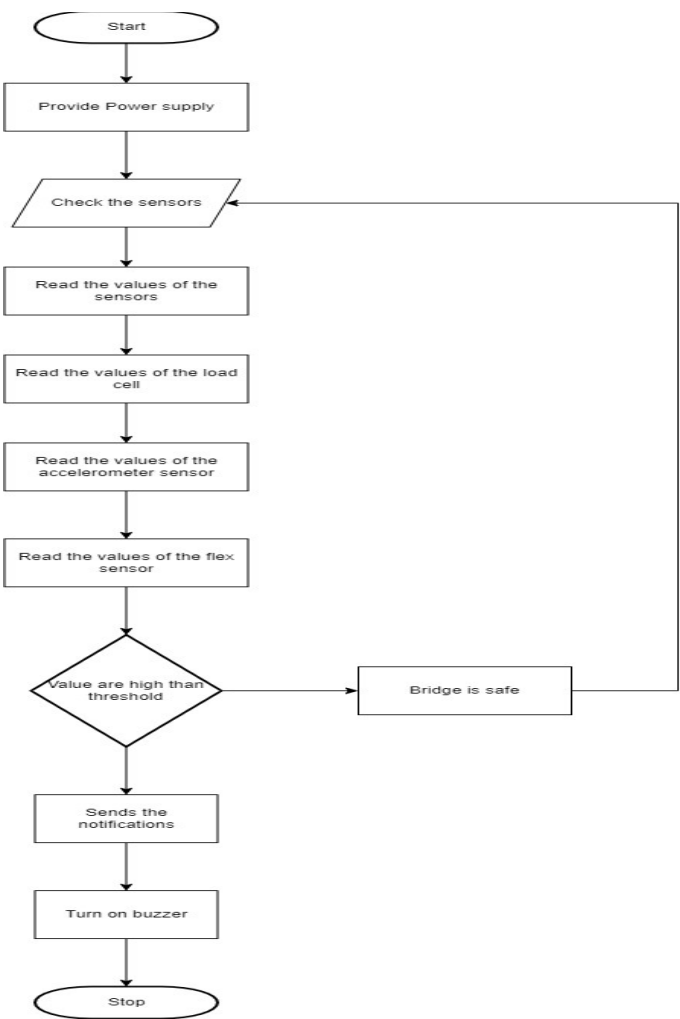 Start
Provide Power supply
Check the sensors
Read the values of the
sensors
Read the values of the load
cell
Read the values of the
accelerometer sensor
Read the values of the flex
sensor
Value are high than
threshold
Bridge is safe
Sends the
notifications
Turn on buzzer
Stop